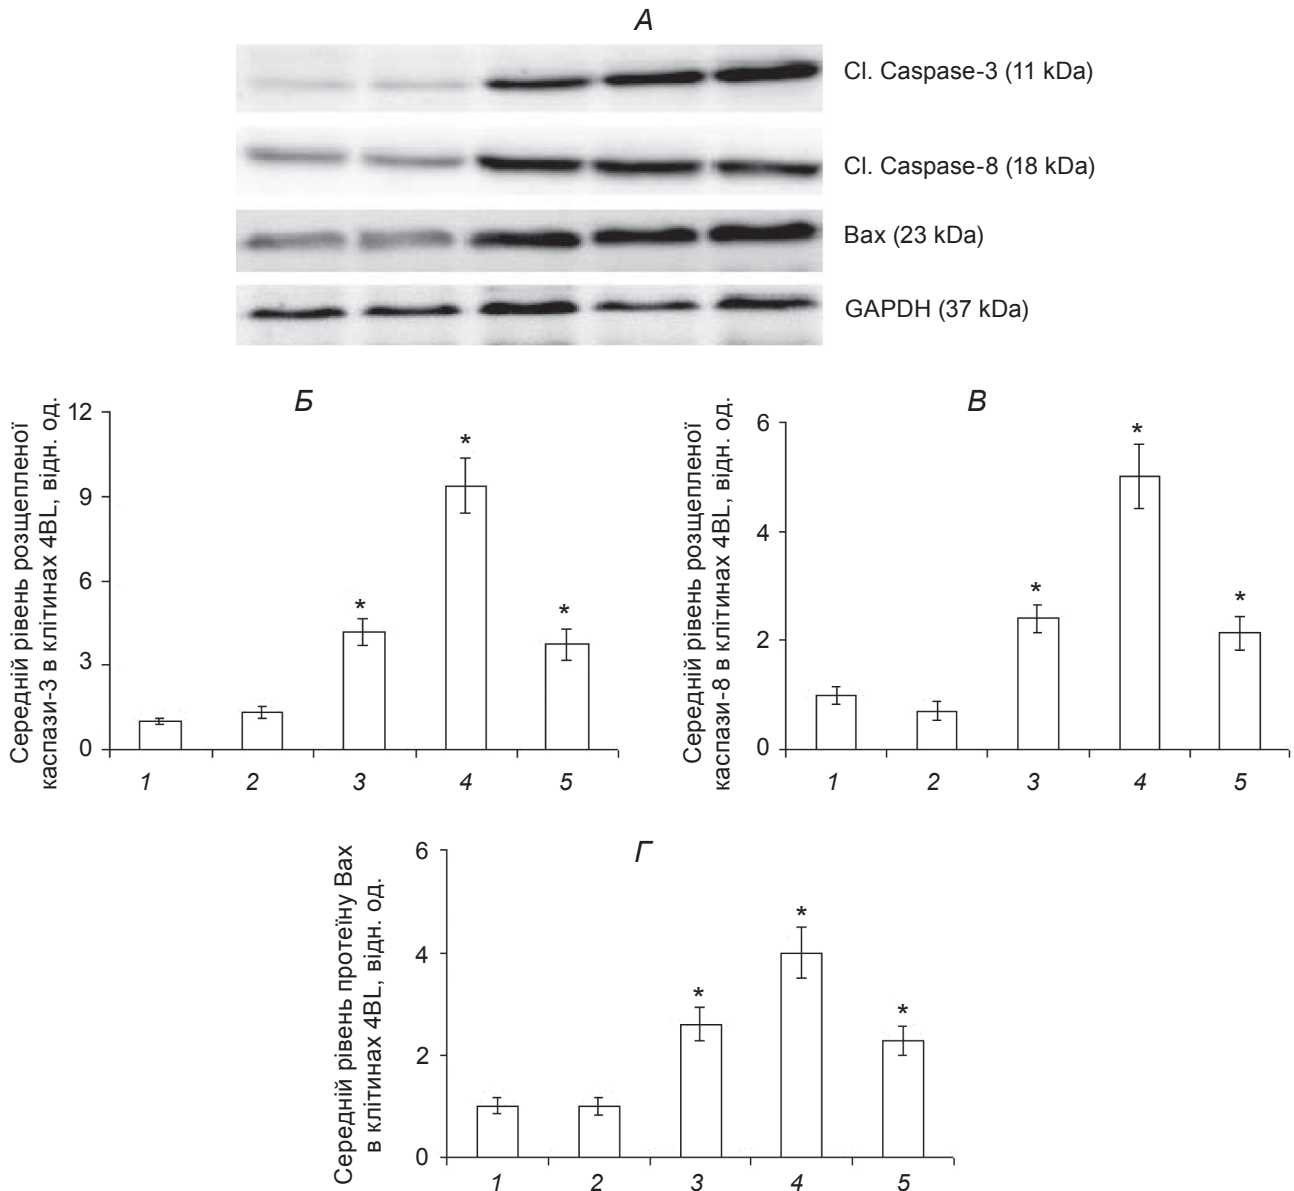 А
Cl. Caspase-3 (11 kDa)
Cl. Caspase-8 (18 kDa)
Bax (23 kDa)
GAPDH (37 kDa)
Б
Середній рівень розщепленої
каспази-3 в клітинах 4BL, відн. од.
12
9
6
3
0
*
*
*
1 2 3 4 5
В
Середній рівень розщепленої
каспази-8 в клітинах 4BL, відн. од.
6
4
2
0
*
*
*
1 2 3 4 5
Г
Середній рівень протеїну Bax
в клітинах 4BL, відн. од.
6
4
2
0
*
*
*
1 2 3 4 5